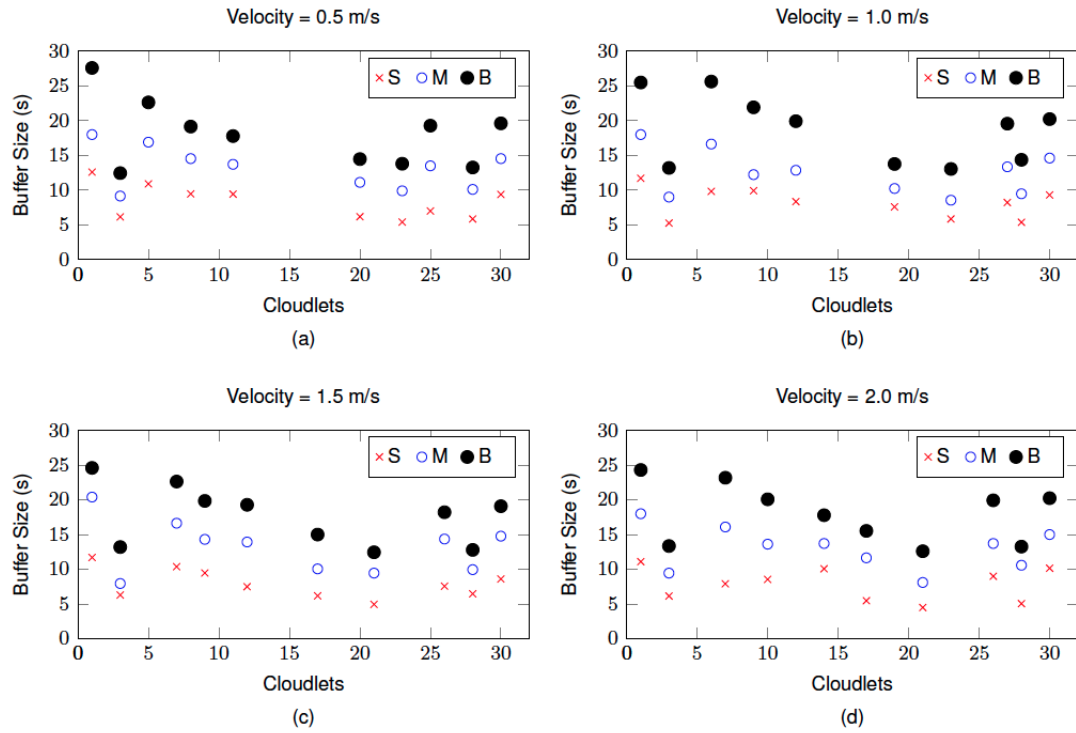 Velocity = 0.5 m/s
30
25
20
15
10
5
0
Buffer Size (s)
S M B
0 5 10 15 20 25 30
Cloudlets
(a)
Velocity = 1.0 m/s
30
25
20
15
10
5
0
Buffer Size (s)
S M B
0 5 10 15 20 25 30
Cloudlets
(b)
Velocity = 1.5 m/s
30
25
20
15
10
5
0
Buffer Size (s)
S M B
0 5 10 15 20 25 30
Cloudlets
(c)
Velocity = 2.0 m/s
30
25
20
15
10
5
0
Buffer Size (s)
S M B
0 5 10 15 20 25 30
Cloudlets
(d)